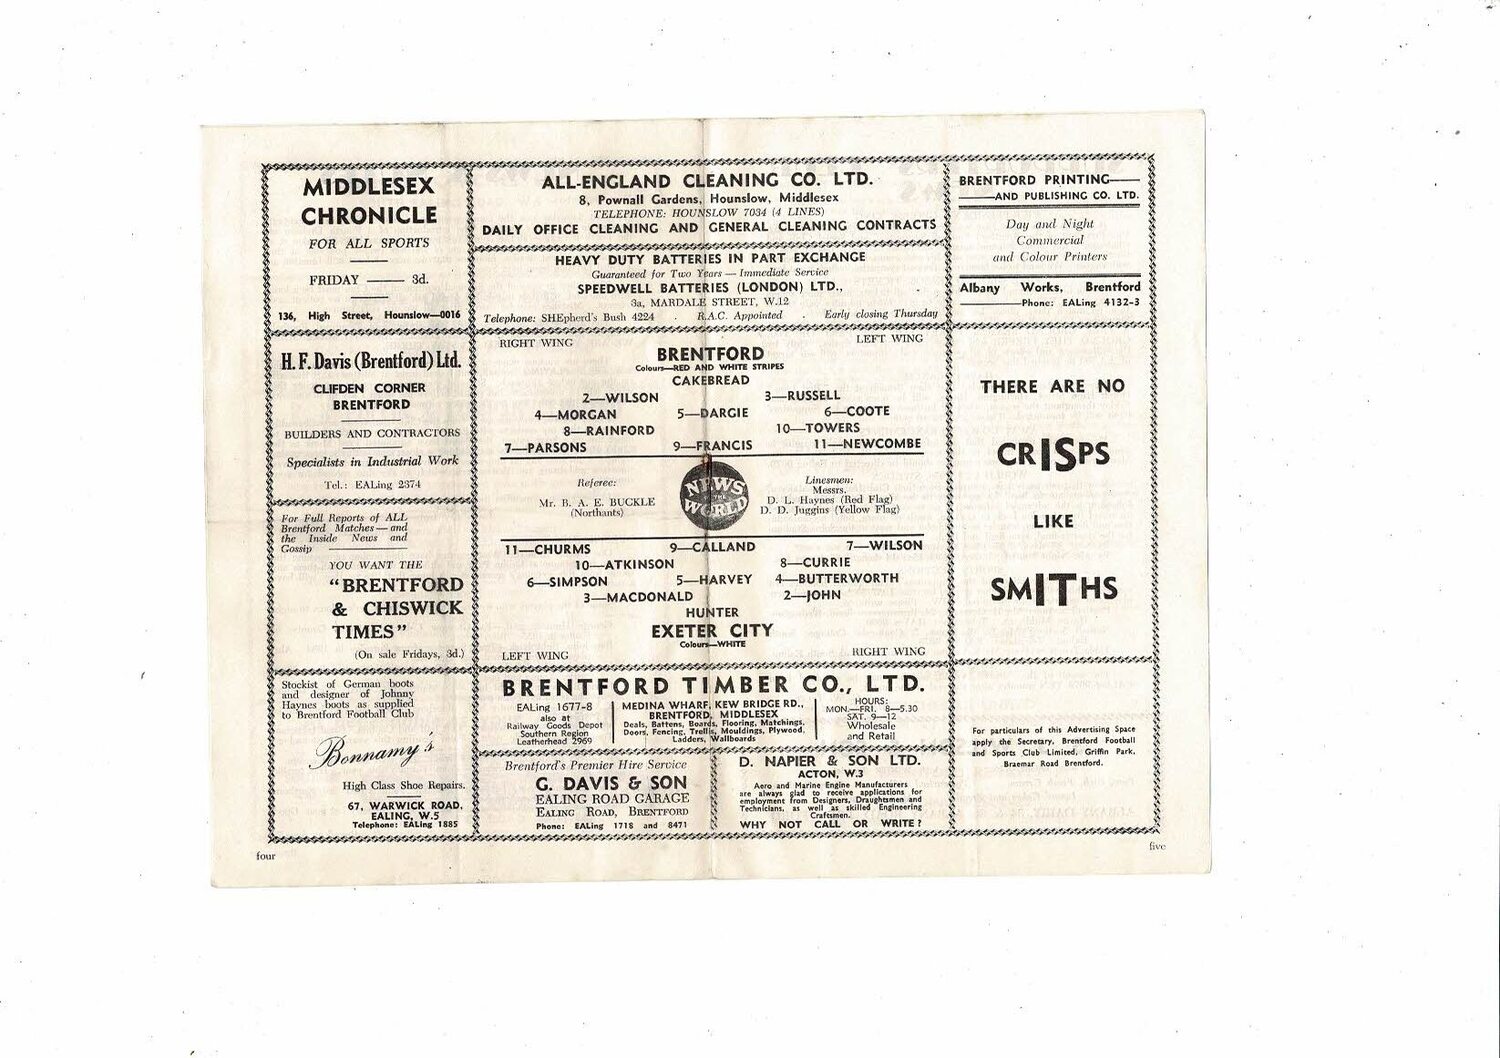 MIDDLESEX
CHRONICLE
FOR ALL SPORTS
FRIDAY —— 3d.
136, High Street, Hounslow—0016
H. F. Davis (Brentford) Ltd.
CLIFDEN CORNER
BRENTFORD
BUILDERS AND CONTRACTORS
Specialists in Industrial Work
Tel.: EALing 2374
For Full Reports of ALL
Brentford Matches — and
the Inside News and
Gossip
YOU WANT THE
"BRENTFORD
& CHISWICK
TIMES"
(On sale Fridays, 3d.)
Stockist of German boots
and designer of Johnny
Haynes boots as supplied
to Brentford Football Club
Bonnamy's
High Class Shoe Repairs.
67, WARWICK ROAD,
EALING, W.5
Telephone: EALing 1885
four
ALL-ENGLAND CLEANING CO. LTD.
8, Pownall Gardens, Hounslow, Middlesex
TELEPHONE: HOUNSLOW 7034 (4 LINES)
DAILY OFFICE CLEANING AND GENERAL CLEANING CONTRACTS
HEAVY DUTY BATTERIES IN PART EXCHANGE
Guaranteed for Two Years — Immediate Service
SPEEDWELL BATTERIES (LONDON) LTD.,
3a, MARDALE STREET, W.12
Telephone: SHEpherd's Bush 4224 . R.A.C. Appointed . Early closing Thursday
RIGHT WING LEFT WING
BRENTFORD
Colours—RED AND WHITE STRIPES
CAKEBREAD
2—WILSON 3—RUSSELL
4—MORGAN 5—DARGIE 6—COOTE
8—RAINFORD 10—TOWERS
7—PARSONS 9—FRANCIS 11—NEWCOMBE
Referee:
Mr. B. A. E. BUCKLE
(Northants)
NEWS
OF THE
WORLD
Linesmen:
Messrs.
D. L. Haynes (Red Flag)
D. D. Juggins (Yellow Flag)
11—CHURMS 9—CALLAND 7—WILSON
10—ATKINSON 8—CURRIE
6—SIMPSON 5—HARVEY 4—BUTTERWORTH
3—MACDONALD 2—JOHN
HUNTER
EXETER CITY
Colours—WHITE
LEFT WING RIGHT WING
BRENTFORD TIMBER CO., LTD.
EALing 1677-8
also at
Railway Goods Depot
Southern Region
Leatherhead 2969
MEDINA WHARF, KEW BRIDGE RD.,
BRENTFORD, MIDDLESEX
Deals, Battens, Boards, Flooring, Matchings,
Doors, Fencing, Trellis, Mouldings, Plywood,
Ladders, Wallboards
HOURS:
MON.—FRI. 8—5.30
SAT. 9—12
Wholesale
and Retail
Brentford's Premier Hire Service
G. DAVIS & SON
EALING ROAD GARAGE
EALING ROAD, BRENTFORD
Phone: EALing 1718 and 8471
D. NAPIER & SON LTD.
ACTON, W.3
Aero and Marine Engine Manufacturers
are always glad to receive applications for
employment from Designers, Draughtsmen and
Technicians, as well as skilled Engineering
Craftsmen.
WHY NOT CALL OR WRITE?
BRENTFORD PRINTING——
——AND PUBLISHING CO. LTD.
Day and Night
Commercial
and Colour Printers
Albany Works, Brentford
——Phone: EALing 4132-3
THERE ARE NO
CRISPS
LIKE
SMITHS
For particulars of this Advertising Space
apply the Secretary, Brentford Football
and Sports Club Limited, Griffin Park,
Braemar Road Brentford.
five